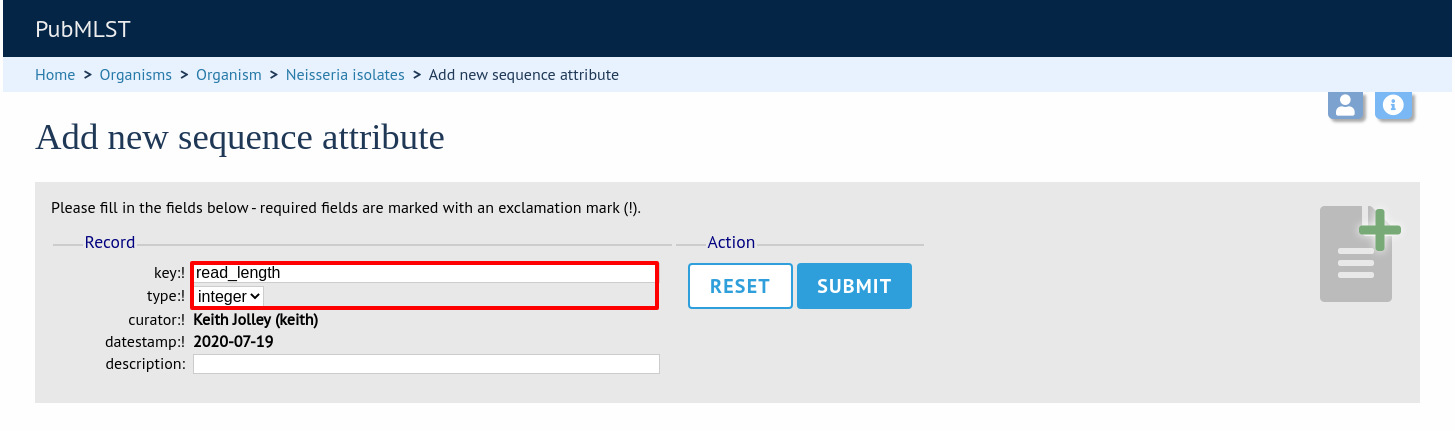 PubMLST
Home > Organisms > Organism > Neisseria isolates > Add new sequence attribute
Add new sequence attribute
Please fill in the fields below - required fields are marked with an exclamation mark (!).
Record
key:! read_length
type:! integer
curator:! Keith Jolley (keith)
datestamp:! 2020-07-19
description:
Action
RESET SUBMIT